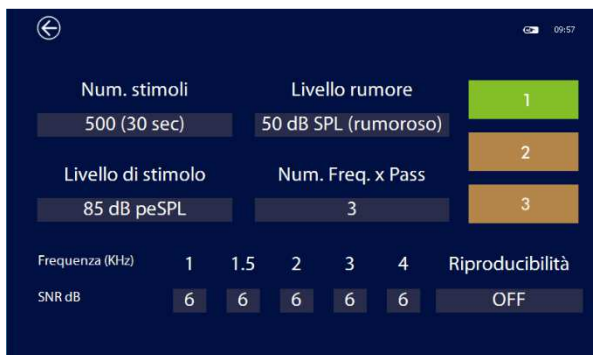 09:57
Num. stimoli
Livello rumore
1
500 (30 sec)
50 dB SPL (rumoroso)
2
Livello di stimolo
Num. Freq. x Pass
85 dB peSPL
3
3
Frequenza (KHz) 1 1.5 2 3 4 Riproducibilità
SNR dB 6 6 6 6 6 OFF